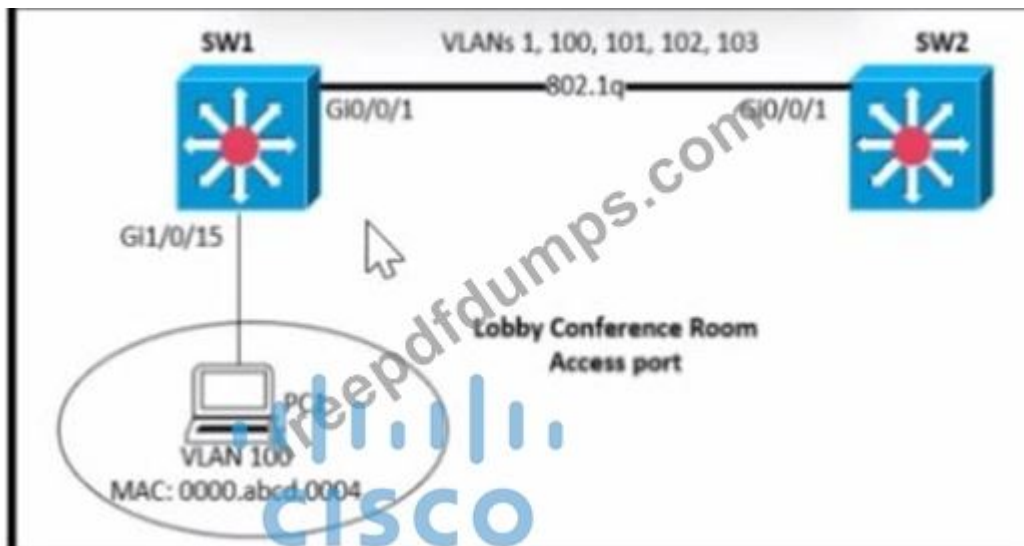 SW1
VLANs 1, 100, 101, 102, 103
SW2
802.1q
Gi0/0/1
Gi0/0/1
freepdfdumps.com
Gi1/0/15
Lobby Conference Room
Access port
VLAN 100
MAC: 0000.abcd.0004
CISCO